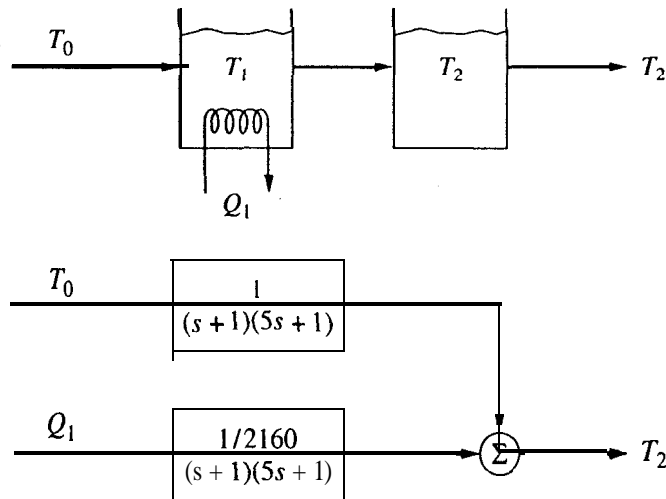 T₀
T₁
T₂
T₂
Q₁
T₀
1
(s + 1)(5s + 1)
Q₁
1/2160
(s + 1)(5s + 1)
Σ
T₂